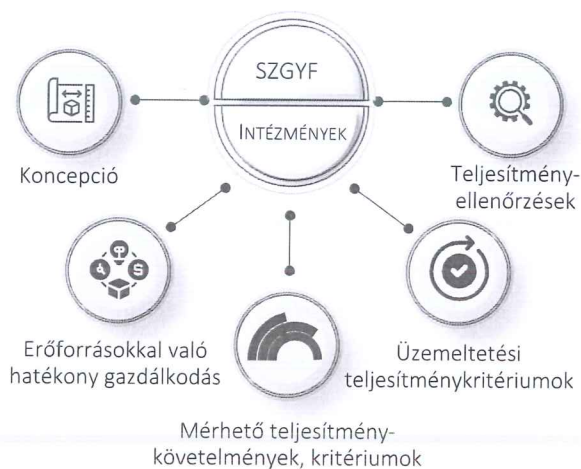 SZGYF
INTÉZMÉNYEK
Koncepció
Teljesítmény-
ellenőrzések
Erőforrásokkal való
hatékony gazdálkodás
Üzemeltetési
teljesítménykritériumok
Mérhető teljesítmény-
követelmények, kritériumok